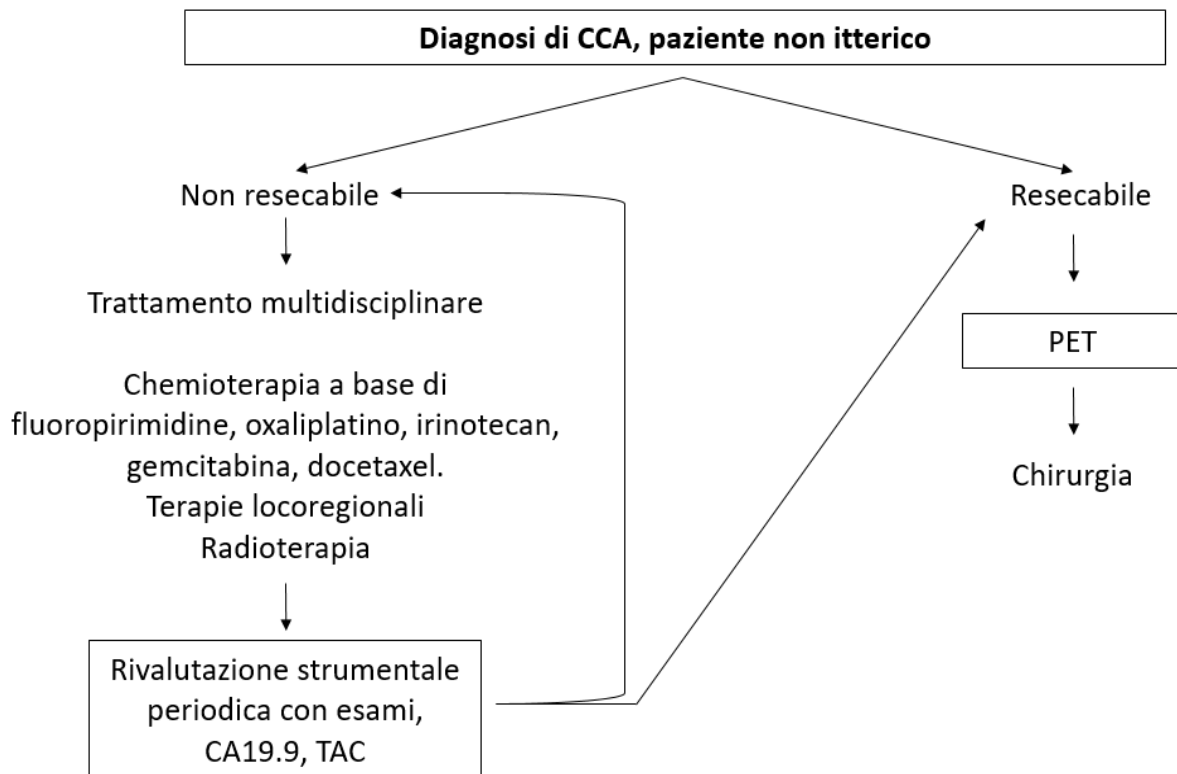 Diagnosi di CCA, paziente non itterico
Non resecabile
Resecabile
Trattamento multidisciplinare
PET
Chemioterapia a base di
fluoropirimidine, oxaliplatino, irinotecan,
gemcitabina, docetaxel.
Terapie locoregionali
Radioterapia
Chirurgia
Rivalutazione strumentale
periodica con esami,
CA19.9, TAC